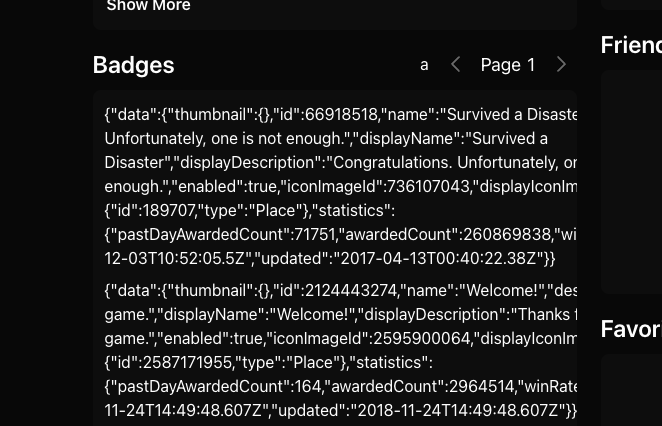 Show More
Badges
a
Page 1
Friend
{"data":{"thumbnail":{},"id":66918518,"name":"Survived a Disaste
Unfortunately, one is not enough.","displayName":"Survived a
Disaster","displayDescription":"Congratulations. Unfortunately, or
enough.","enabled":true,"iconImageId":736107043,"displayIconIm
{"id":189707,"type":"Place"},"statistics":
{"pastDayAwardedCount":71751,"awardedCount":260869838,"wi
12-03T10:52:05.5Z","updated":"2017-04-13T00:40:22.38Z"}}
{"data":{"thumbnail":{},"id":2124443274,"name":"Welcome!","des
game.","displayName":"Welcome!","displayDescription":"Thanks f
game.","enabled":true,"iconImageId":2595900064,"displayIconIm
{"id":2587171955,"type":"Place"},"statistics":
{"pastDayAwardedCount":164,"awardedCount":2964514,"winRate
11-24T14:49:48.607Z","updated":"2018-11-24T14:49:48.607Z"}}
Favori